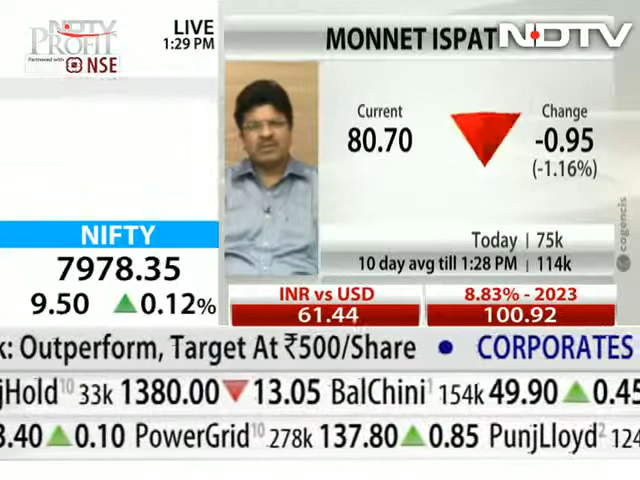 NDTV
PROFIT
Partnered with NSE
LIVE
1:29 PM
MONNET ISPAT
NDTV
Current
80.70
Change
-0.95
(-1.16%)
Today | 75k
10 day avg till 1:28 PM | 114k
cogencis
NIFTY
7978.35
9.50 ▲0.12%
INR vs USD
61.44
8.83% - 2023
100.92
k: Outperform, Target At ₹500/Share • CORPORATES
jHold 10 33k 1380.00 ▼ 13.05 BalChini 1 154k 49.90 ▲ 0.45
3.40 ▲ 0.10 PowerGrid 10 278k 137.80 ▲ 0.85 PunjLloyd 2 124